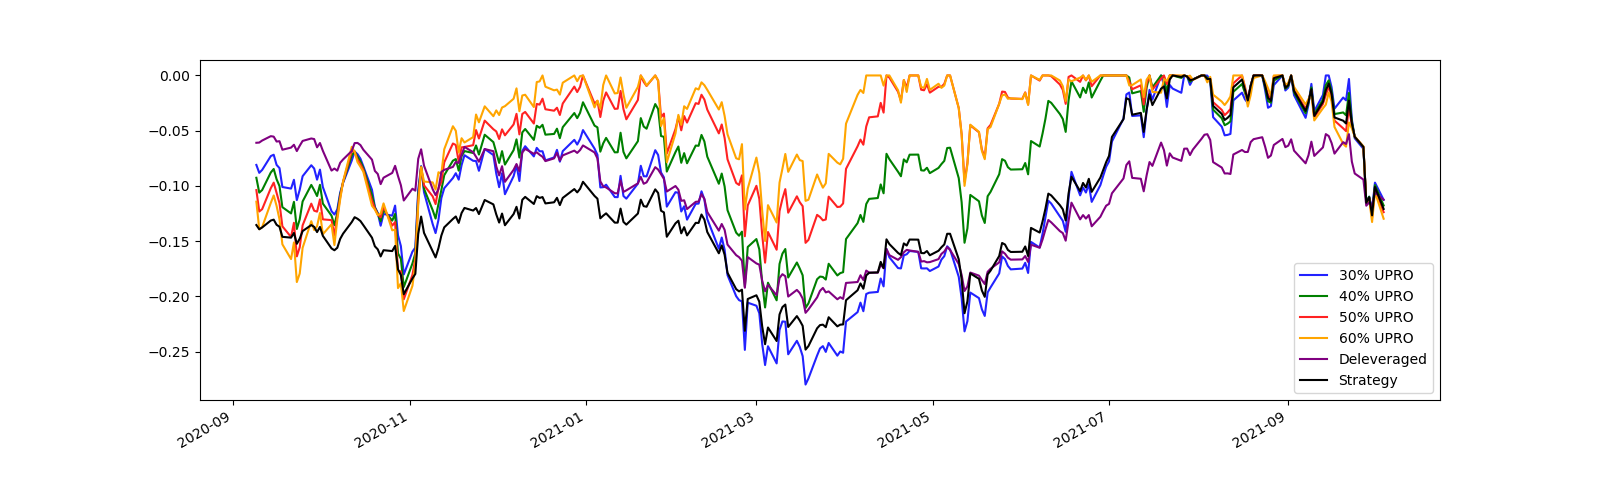 0.00
−0.05
−0.10
−0.15
−0.20
−0.25
2020-09
2020-11
2021-01
2021-03
2021-05
2021-07
2021-09
30% UPRO
40% UPRO
50% UPRO
60% UPRO
Deleveraged
Strategy